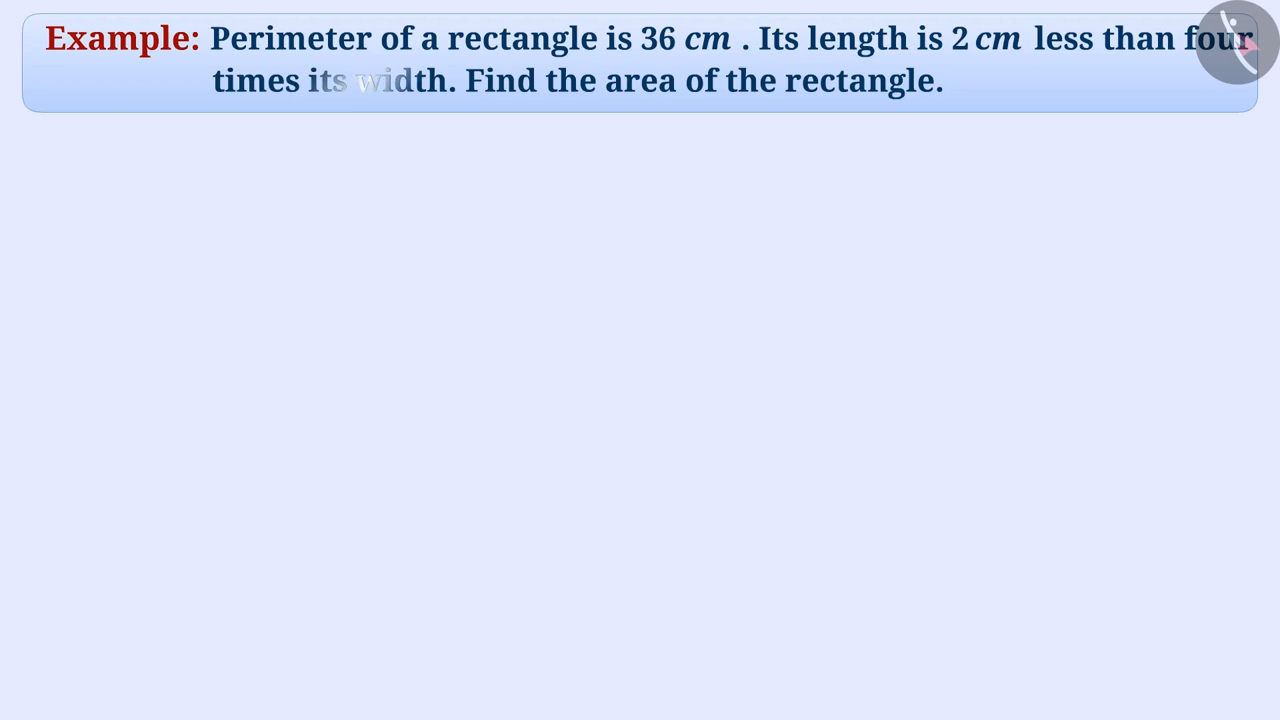 Example: Perimeter of a rectangle is 36 cm . Its length is 2 cm less than four
times its width. Find the area of the rectangle.